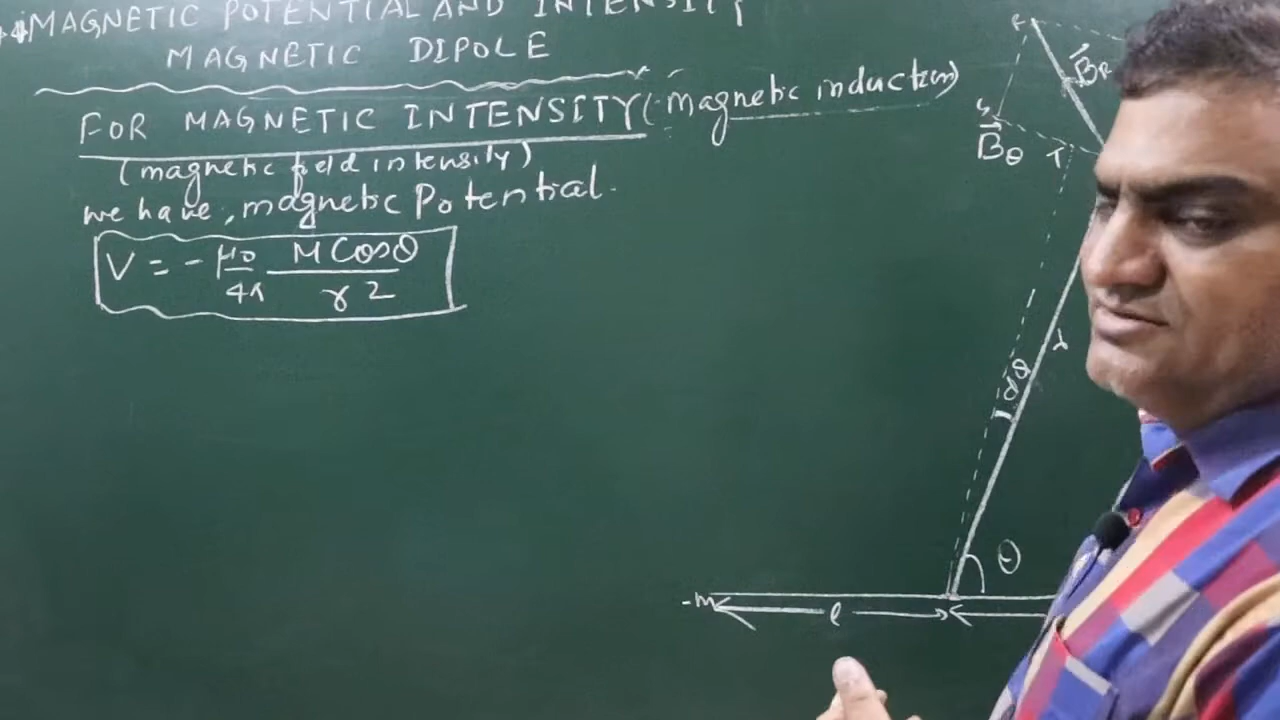 MAGNETIC POTENTIAL AND INTENSITY
MAGNETIC DIPOLE
FOR MAGNETIC INTENSITY (magnetic induction)
(magnetic field intensity)
we have, magnetic Potential.
V = - μ0/4π M Cosθ/r2
B⃗R
B⃗θ
T
r
dθ
θ
-m
l